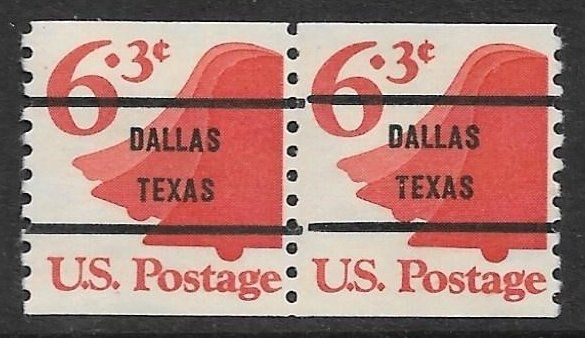 6.3¢ 6.3¢
DALLAS DALLAS
TEXAS TEXAS
U.S. Postage U.S. Postage